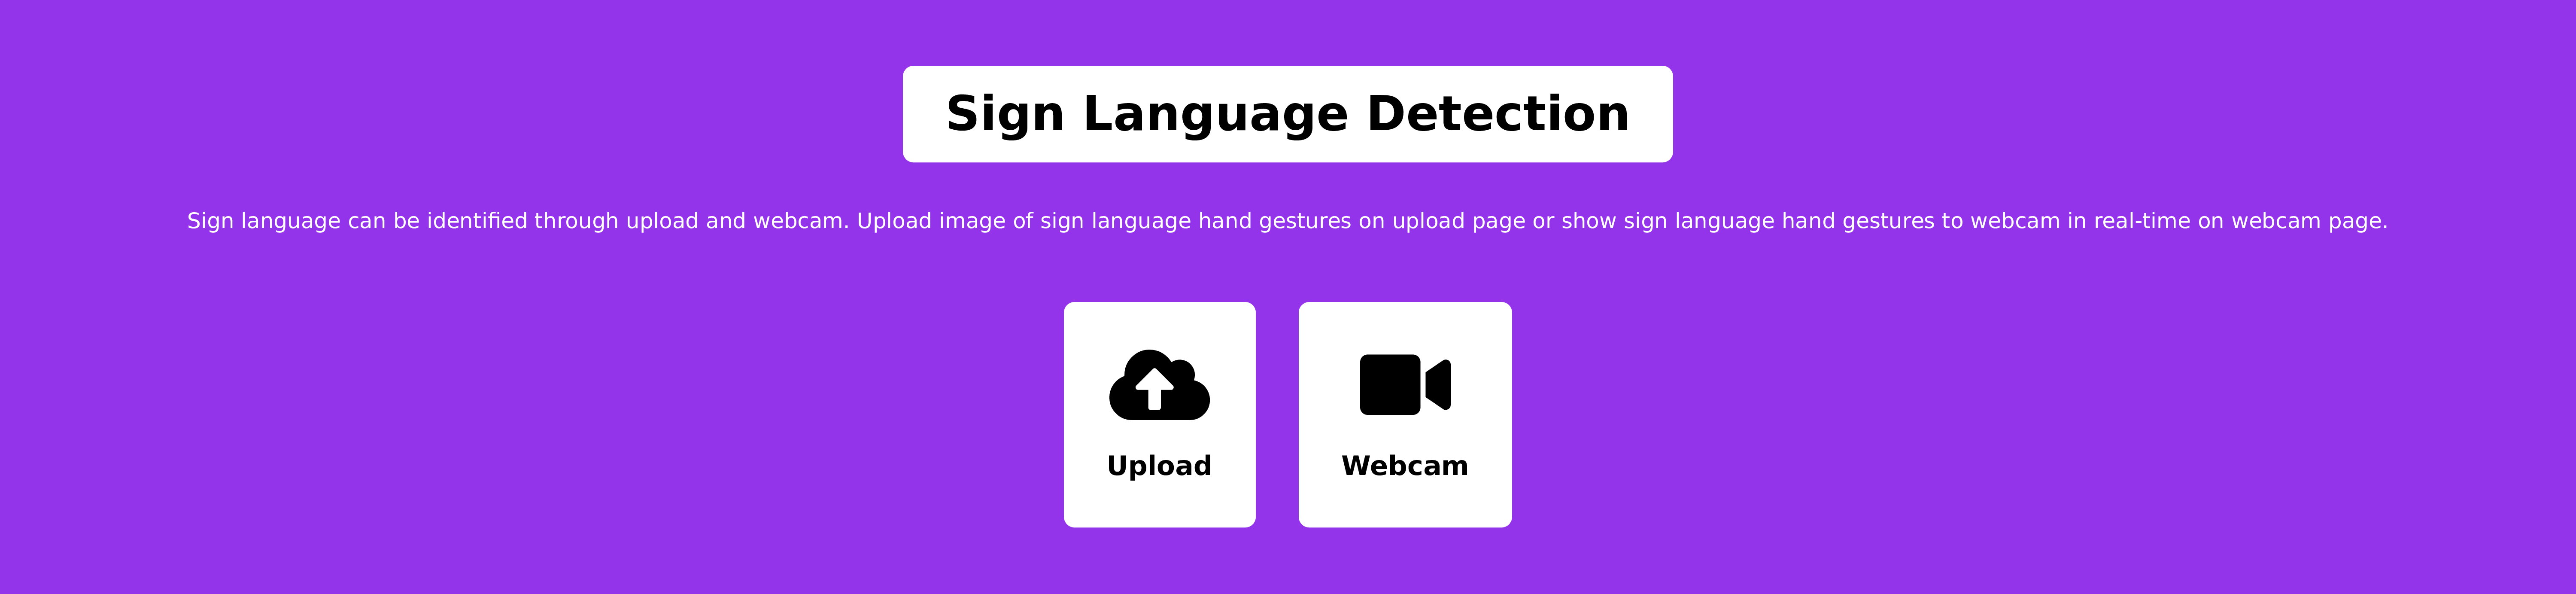 Sign Language Detection
Sign language can be identified through upload and webcam. Upload image of sign language hand gestures on upload page or show sign language hand gestures to webcam in real-time on webcam page.
Upload
Webcam